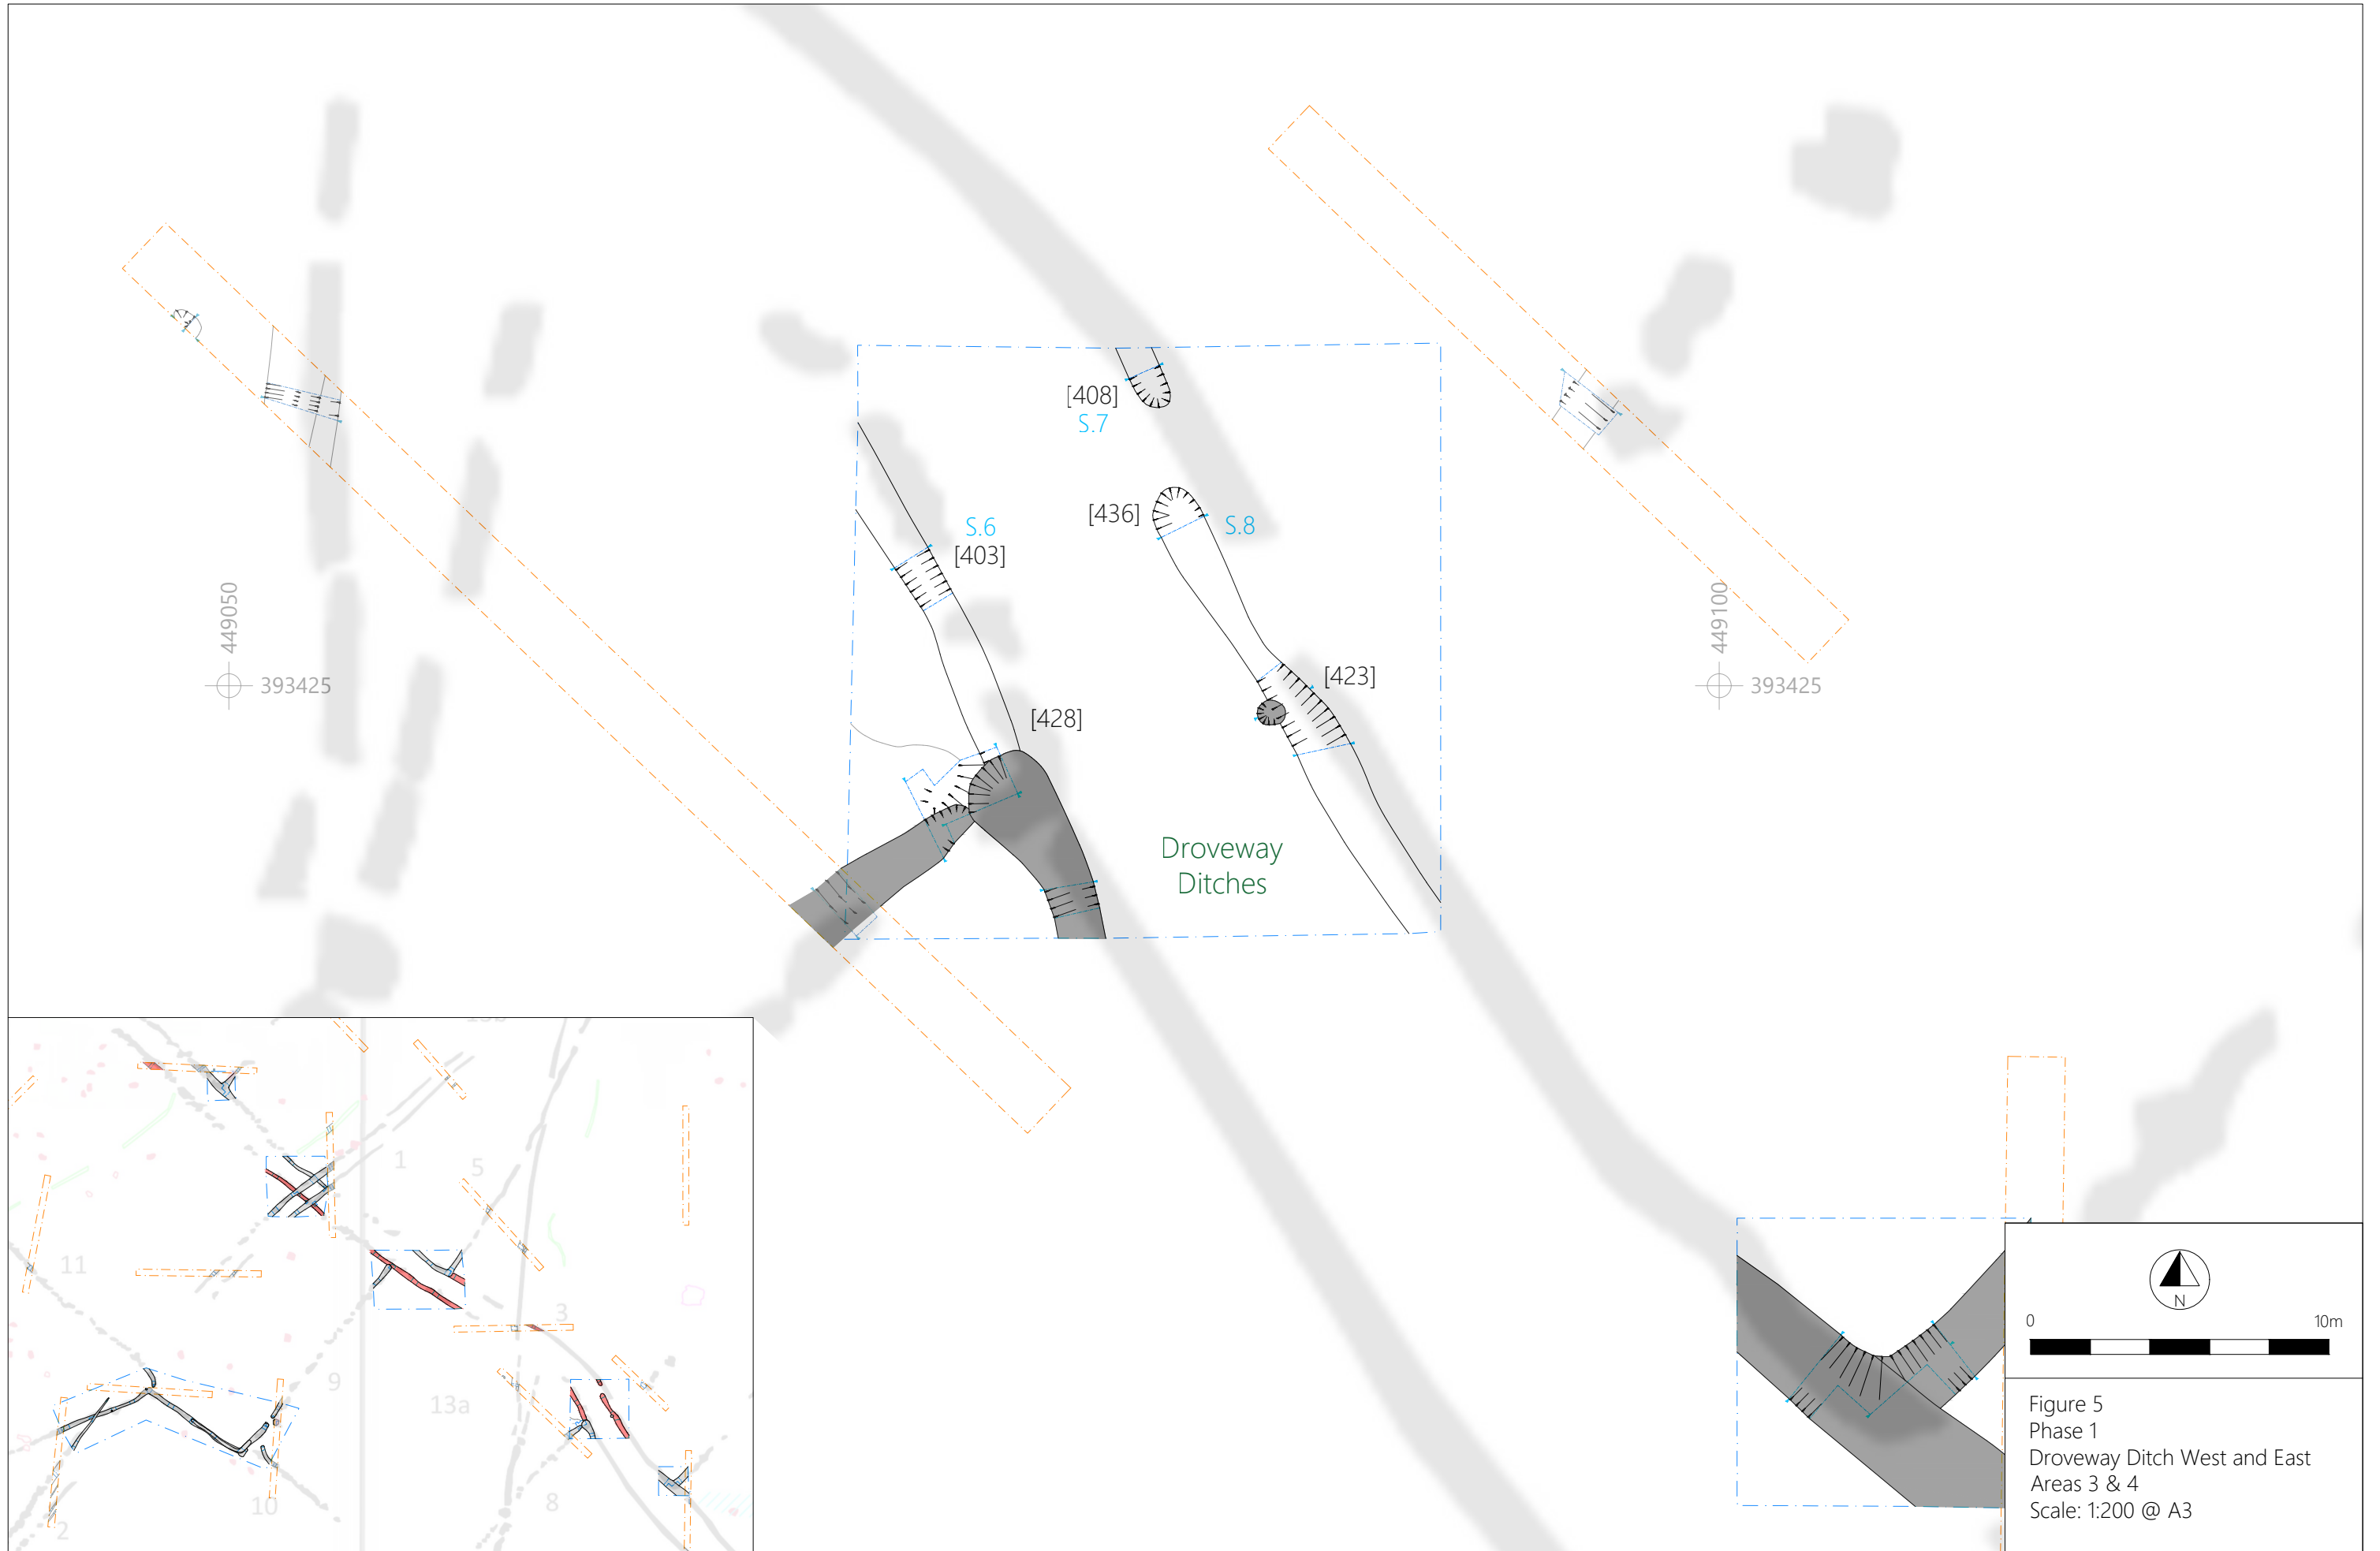 [408]
S.7
[436]
S.8
S.6
[403]
449050
393425
449100
393425
[423]
[428]
Droveway
Ditches
1
5
11
3
9
13a
10
8
2
N
0
10m
Figure 5
Phase 1
Droveway Ditch West and East
Areas 3 & 4
Scale: 1:200 @ A3